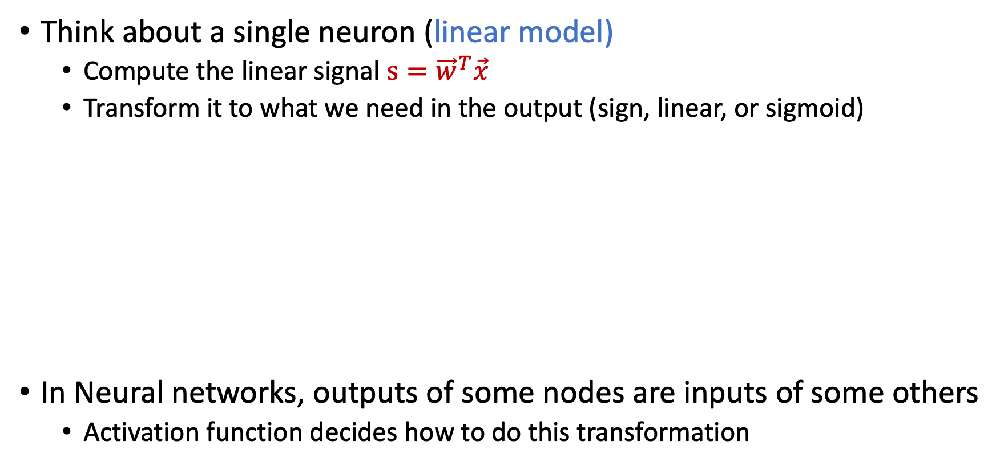 • Think about a single neuron (linear model)
• Compute the linear signal s = $\vec{w}^T\vec{x}$
• Transform it to what we need in the output (sign, linear, or sigmoid)
• In Neural networks, outputs of some nodes are inputs of some others
• Activation function decides how to do this transformation